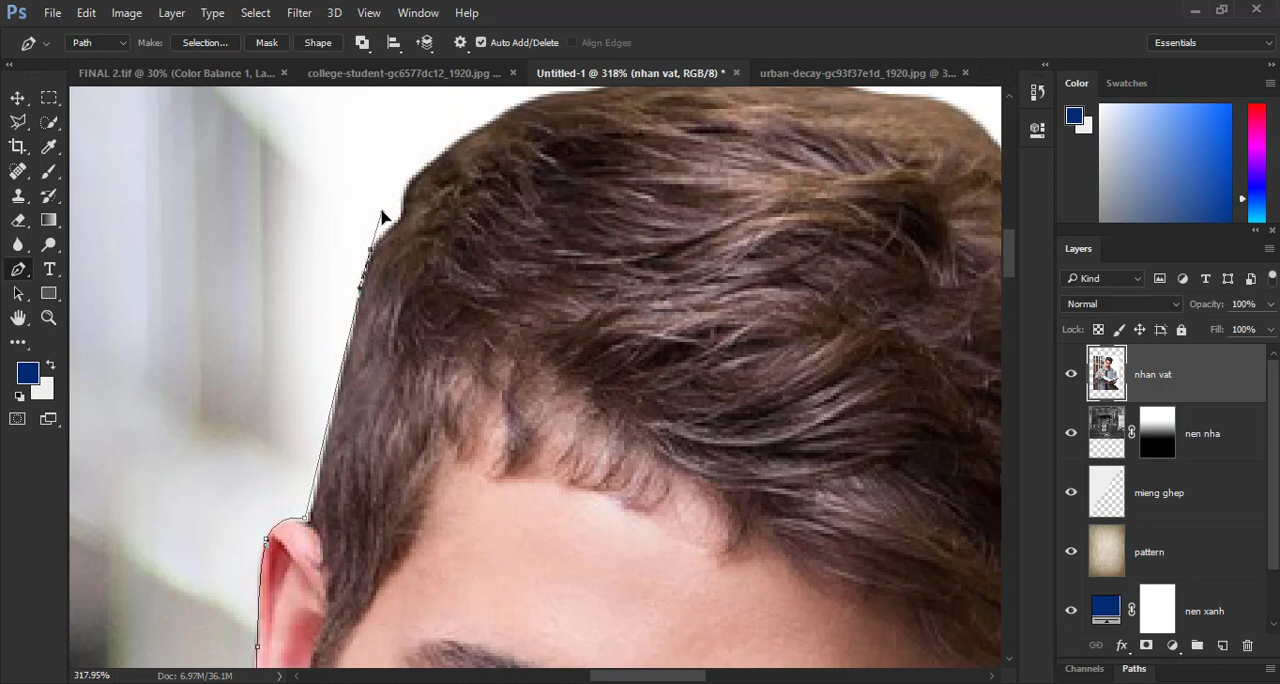 Ps File Edit Image Layer Type Select Filter 3D View Window Help
Path Make: Selection... Mask Shape Auto Add/Delete Align Edges Essentials
FINAL 2.tif @ 30% (Color Balance 1, La... × college-student-gc6577dc12_1920.jpg ... × Untitled-1 @ 318% (nhan vat, RGB/8) * × urban-decay-gc93f37e1d_1920.jpg @ 3... ×
Color Swatches
Layers
Kind
Normal Opacity: 100%
Lock: Fill: 100%
nhan vat
nen nha
mieng ghep
pattern
nen xanh
fx
Channels Paths
317.95% Doc: 6.97M/36.1M